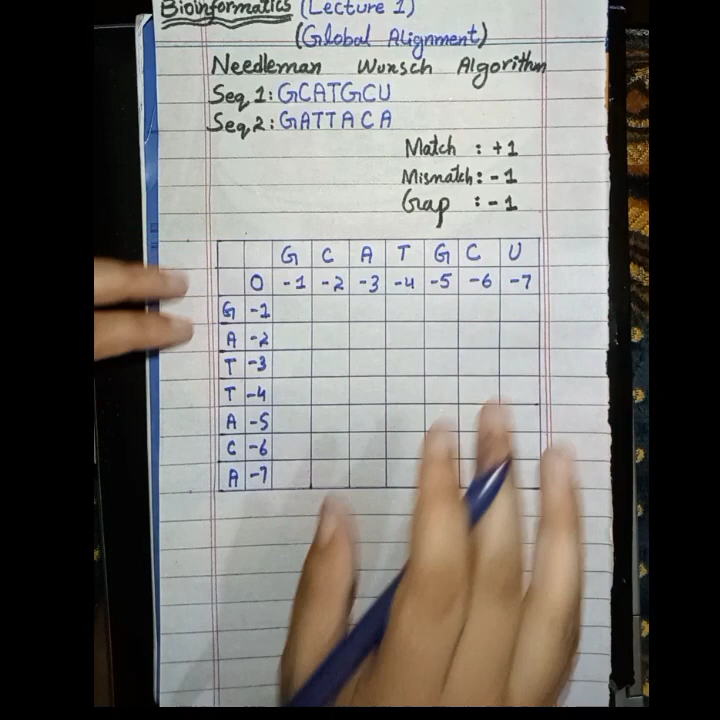 Bioinformatics (Lecture 1)
(Global Alignment)
Needleman Wunsch Algorithm
Seq 1: GCATGCU
Seq 2: GATTACA
Match : +1
Mismatch : -1
Gap : -1
G C A T G C U
0 -1 -2 -3 -4 -5 -6 -7
G -1
A -2
T -3
T -4
A -5
C -6
A -7